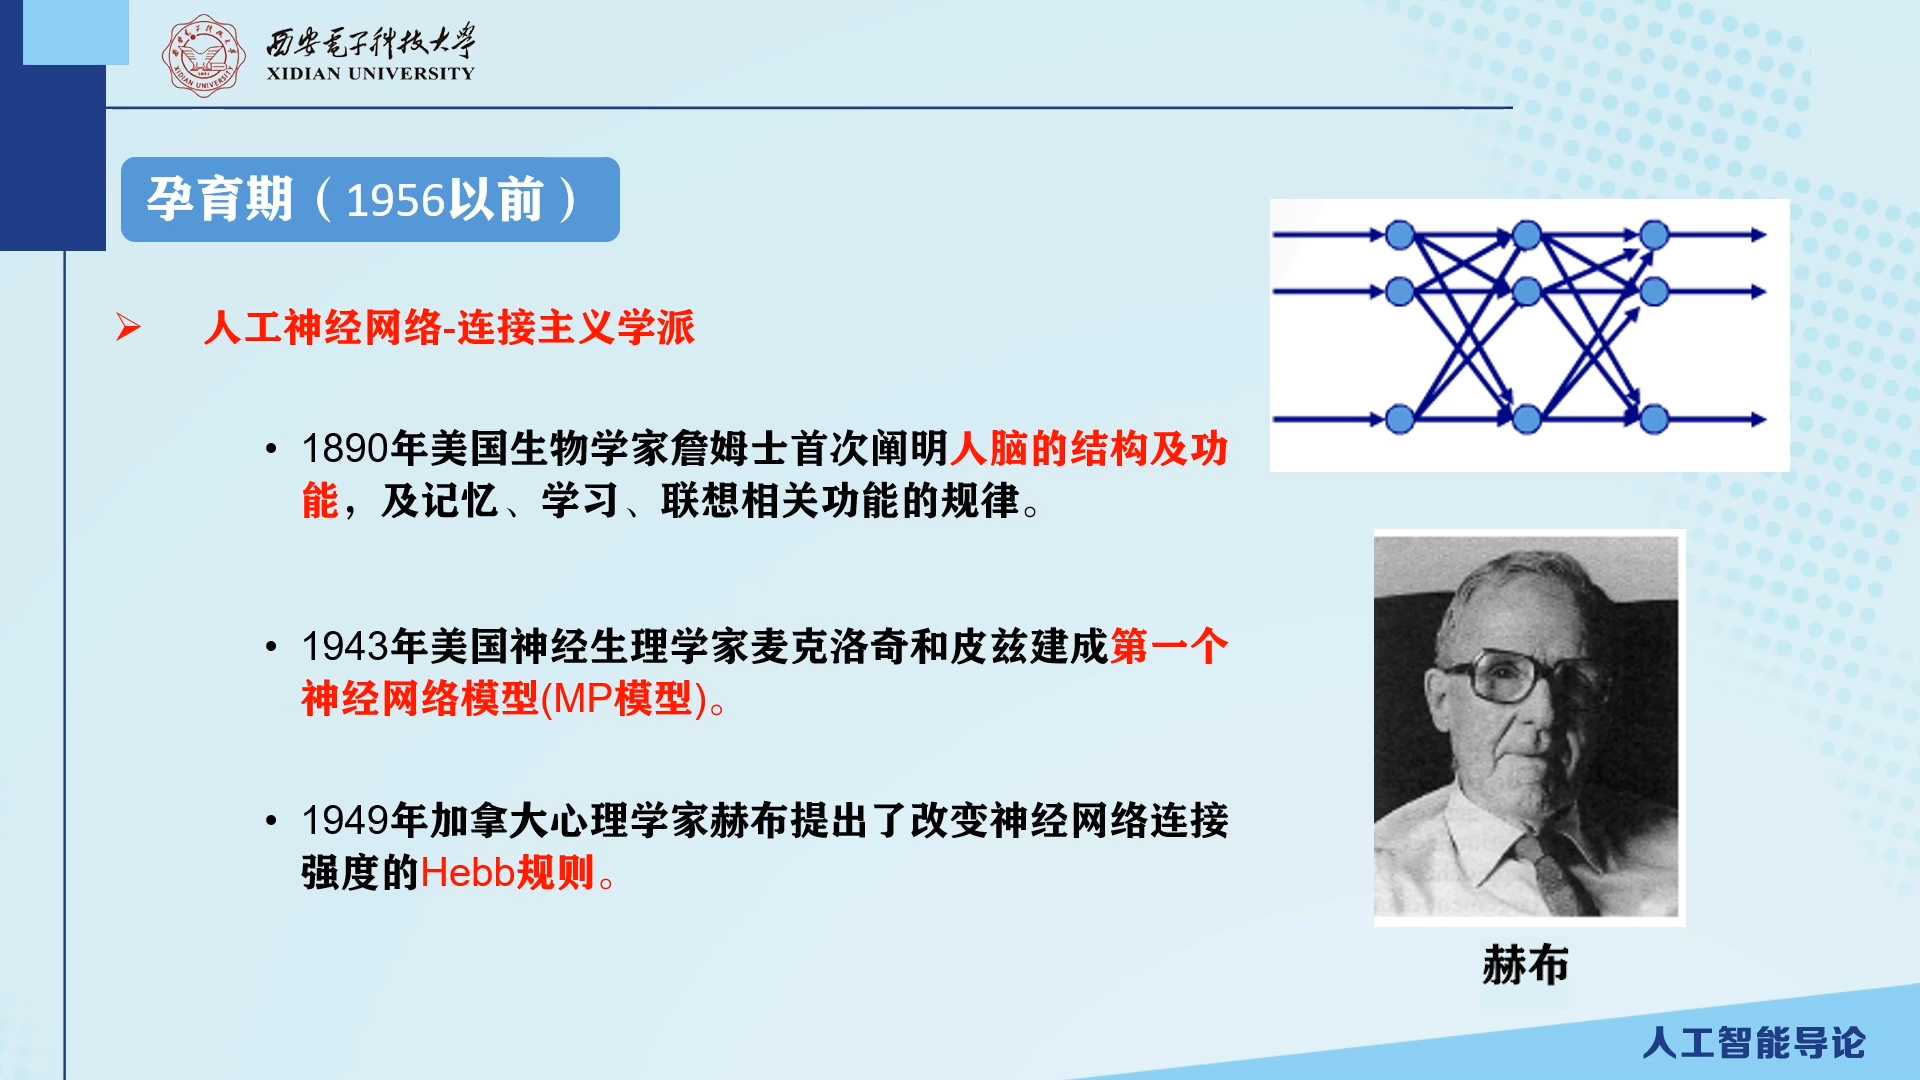 西安电子科技大学
XIDIAN UNIVERSITY
孕育期（1956以前）
人工神经网络-连接主义学派
• 1890年美国生物学家詹姆士首次阐明人脑的结构及功
能，及记忆、学习、联想相关功能的规律。
• 1943年美国神经生理学家麦克洛奇和皮兹建成第一个
神经网络模型(MP模型)。
• 1949年加拿大心理学家赫布提出了改变神经网络连接
强度的Hebb规则。
赫布
人工智能导论